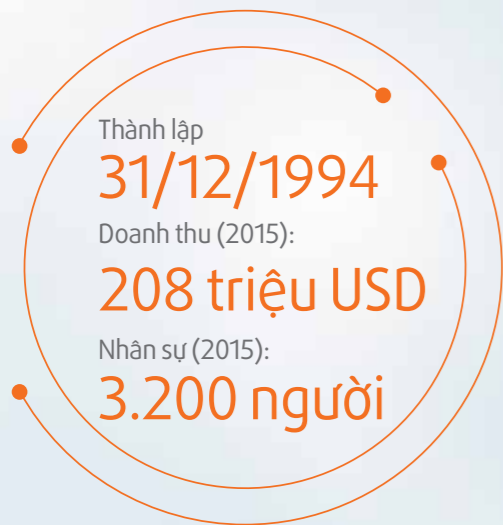 Thành lập
31/12/1994
Doanh thu (2015):
208 triệu USD
Nhân sự (2015):
3.200 người